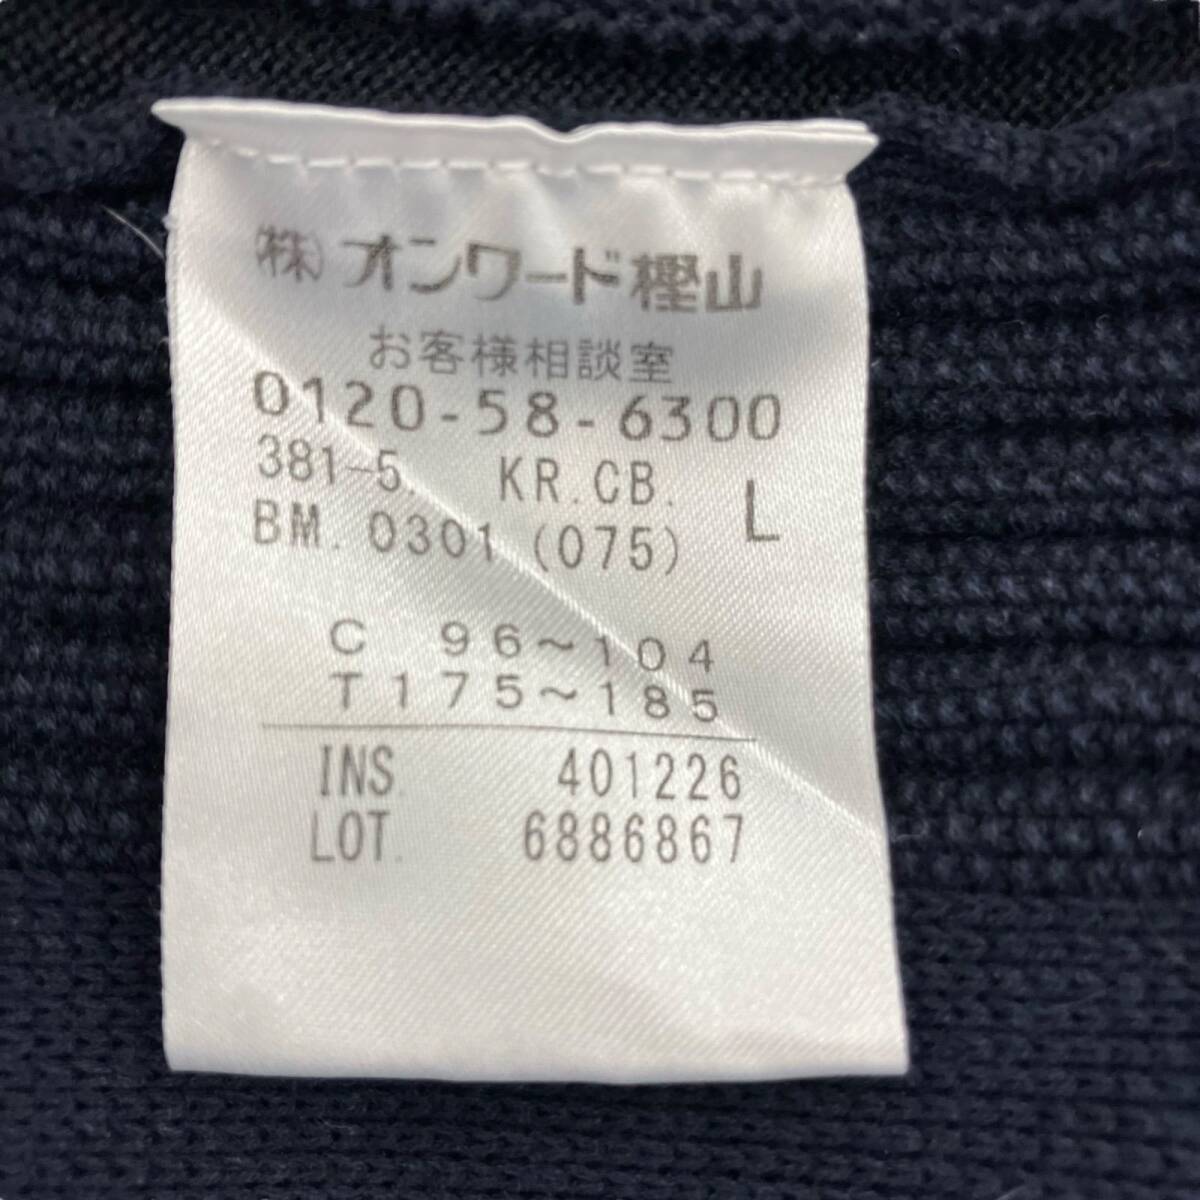 (株)オンワード樫山
お客様相談室
0120-58-6300
381-5. KR.CB. L
BM. 0301 (075)
C 96~104
T175~185
INS. 401226
LOT. 6886867